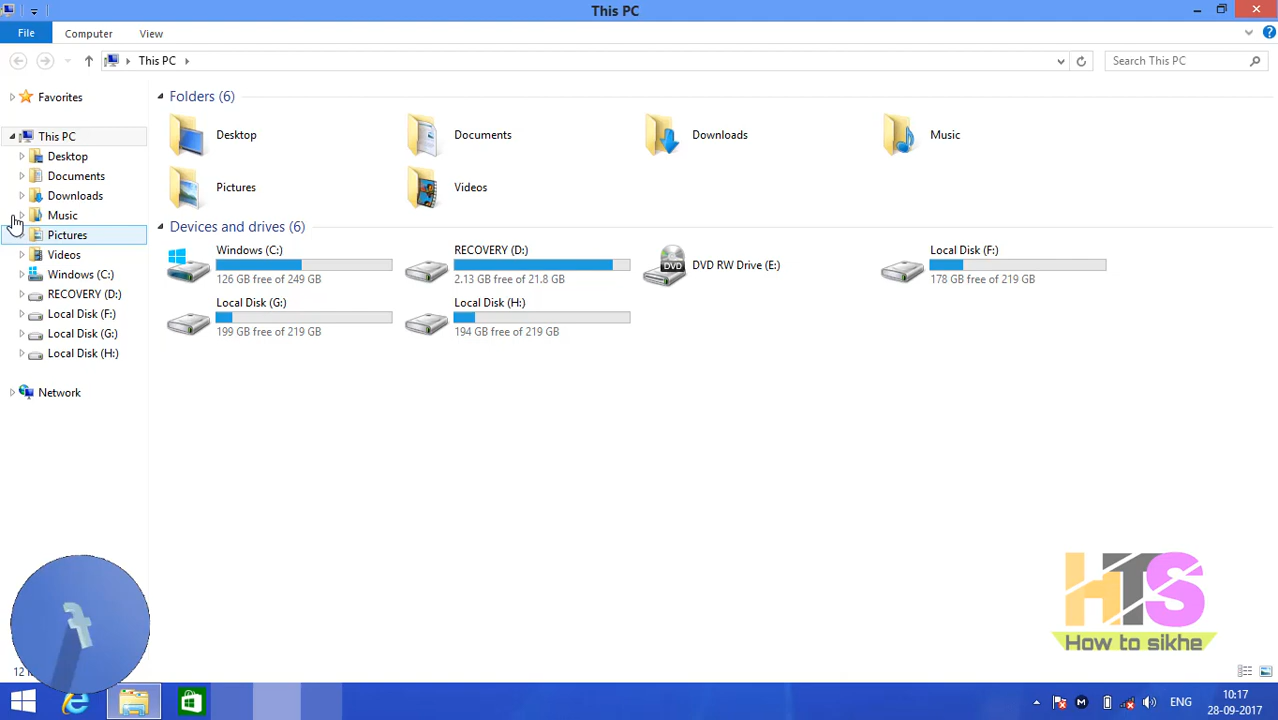 This PC
File Computer View
This PC
Search This PC
Favorites
This PC
Desktop
Documents
Downloads
Music
Pictures
Videos
Windows (C:)
RECOVERY (D:)
Local Disk (F:)
Local Disk (G:)
Local Disk (H:)
Network
Folders (6)
Desktop Documents Downloads Music
Pictures Videos
Devices and drives (6)
Windows (C:)
126 GB free of 249 GB
RECOVERY (D:)
2.13 GB free of 21.8 GB
DVD
DVD RW Drive (E:)
Local Disk (F:)
178 GB free of 219 GB
Local Disk (G:)
199 GB free of 219 GB
Local Disk (H:)
194 GB free of 219 GB
f
HTS
How to sikhe
12
ENG
10:17
28-09-2017